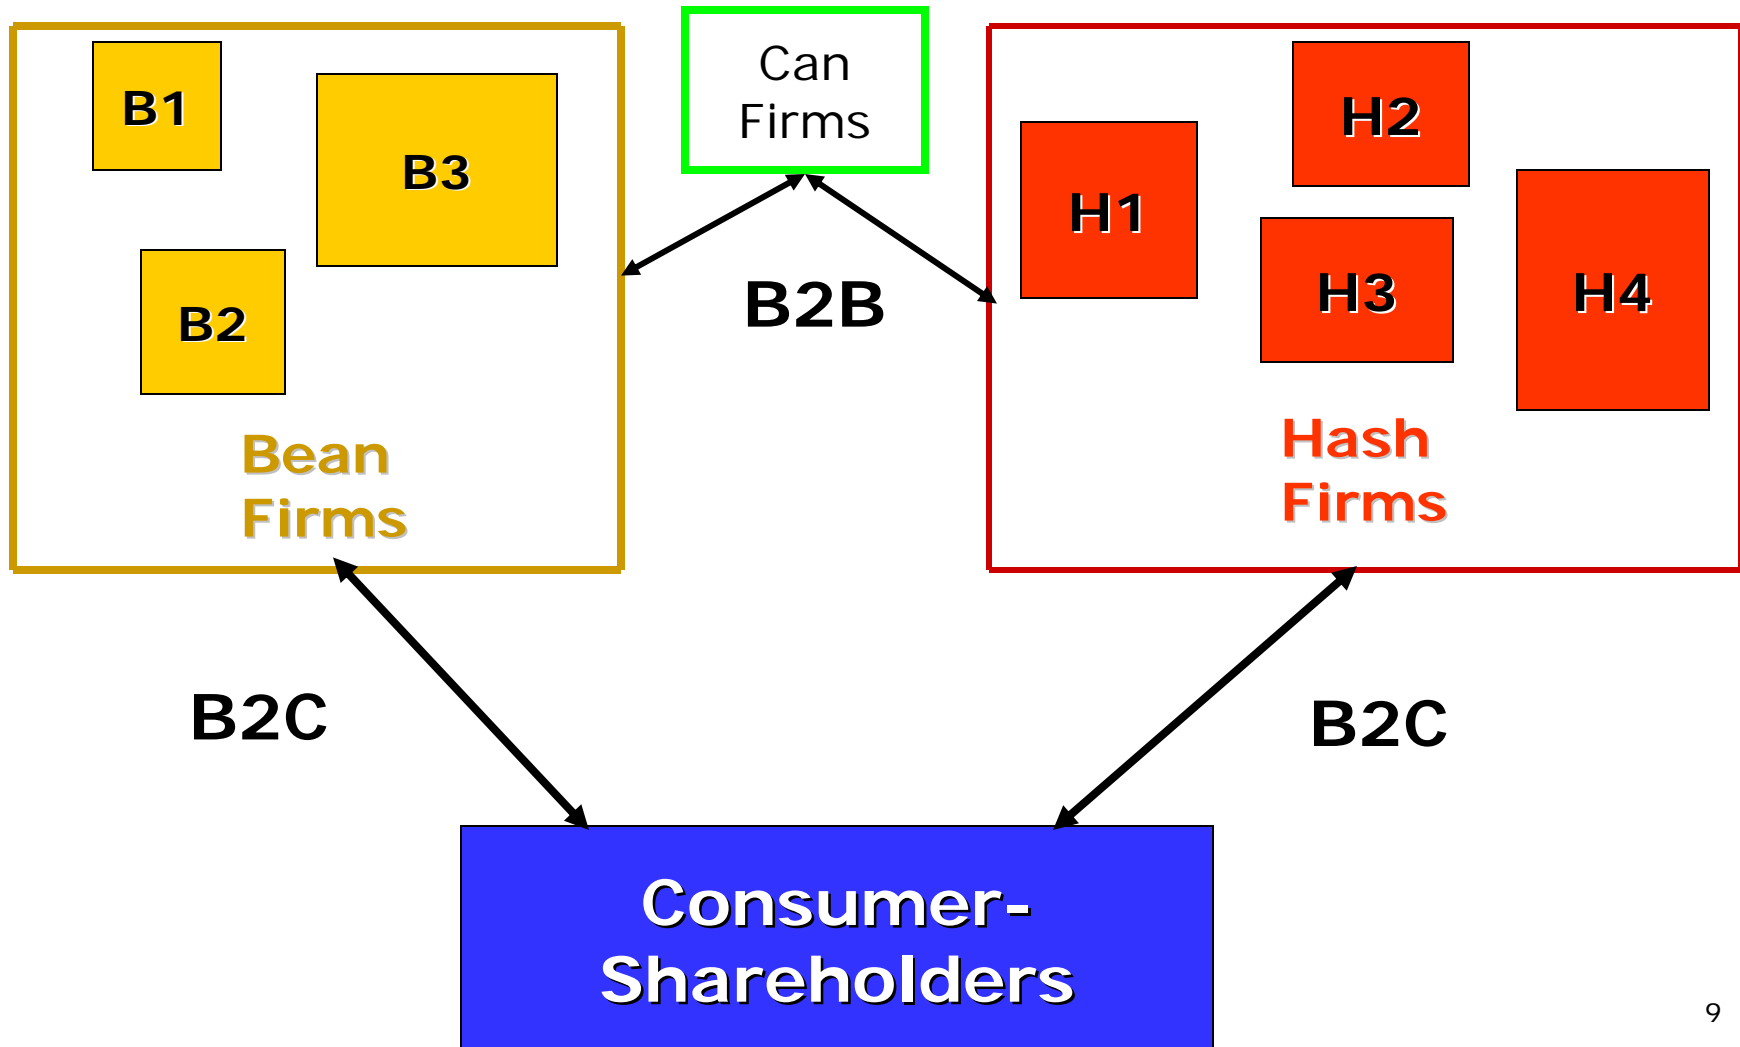 B1
B3
B2
Bean
Firms
Can
Firms
B2B
H2
H1
H3
H4
Hash
Firms
B2C
B2C
Consumer-
Shareholders
9